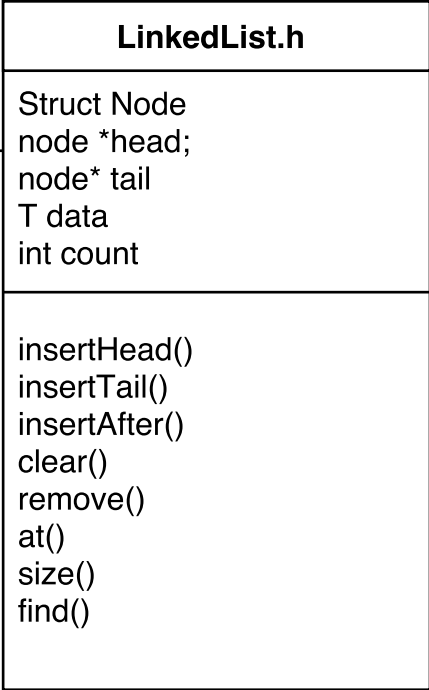 LinkedList.h
Struct Node
node *head;
node* tail
T data
int count
insertHead()
insertTail()
insertAfter()
clear()
remove()
at()
size()
find()